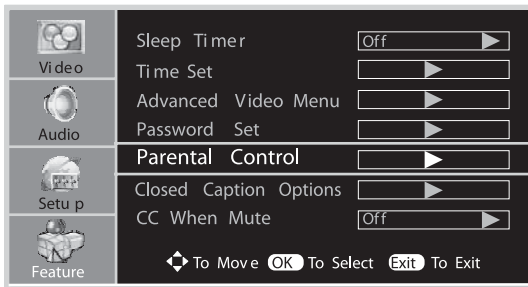 Video
Audio
Setup
Feature
Sleep Timer Off
Time Set
Advanced Video Menu
Password Set
Parental Control
Closed Caption Options
CC When Mute Off
To Move OK To Select Exit To Exit